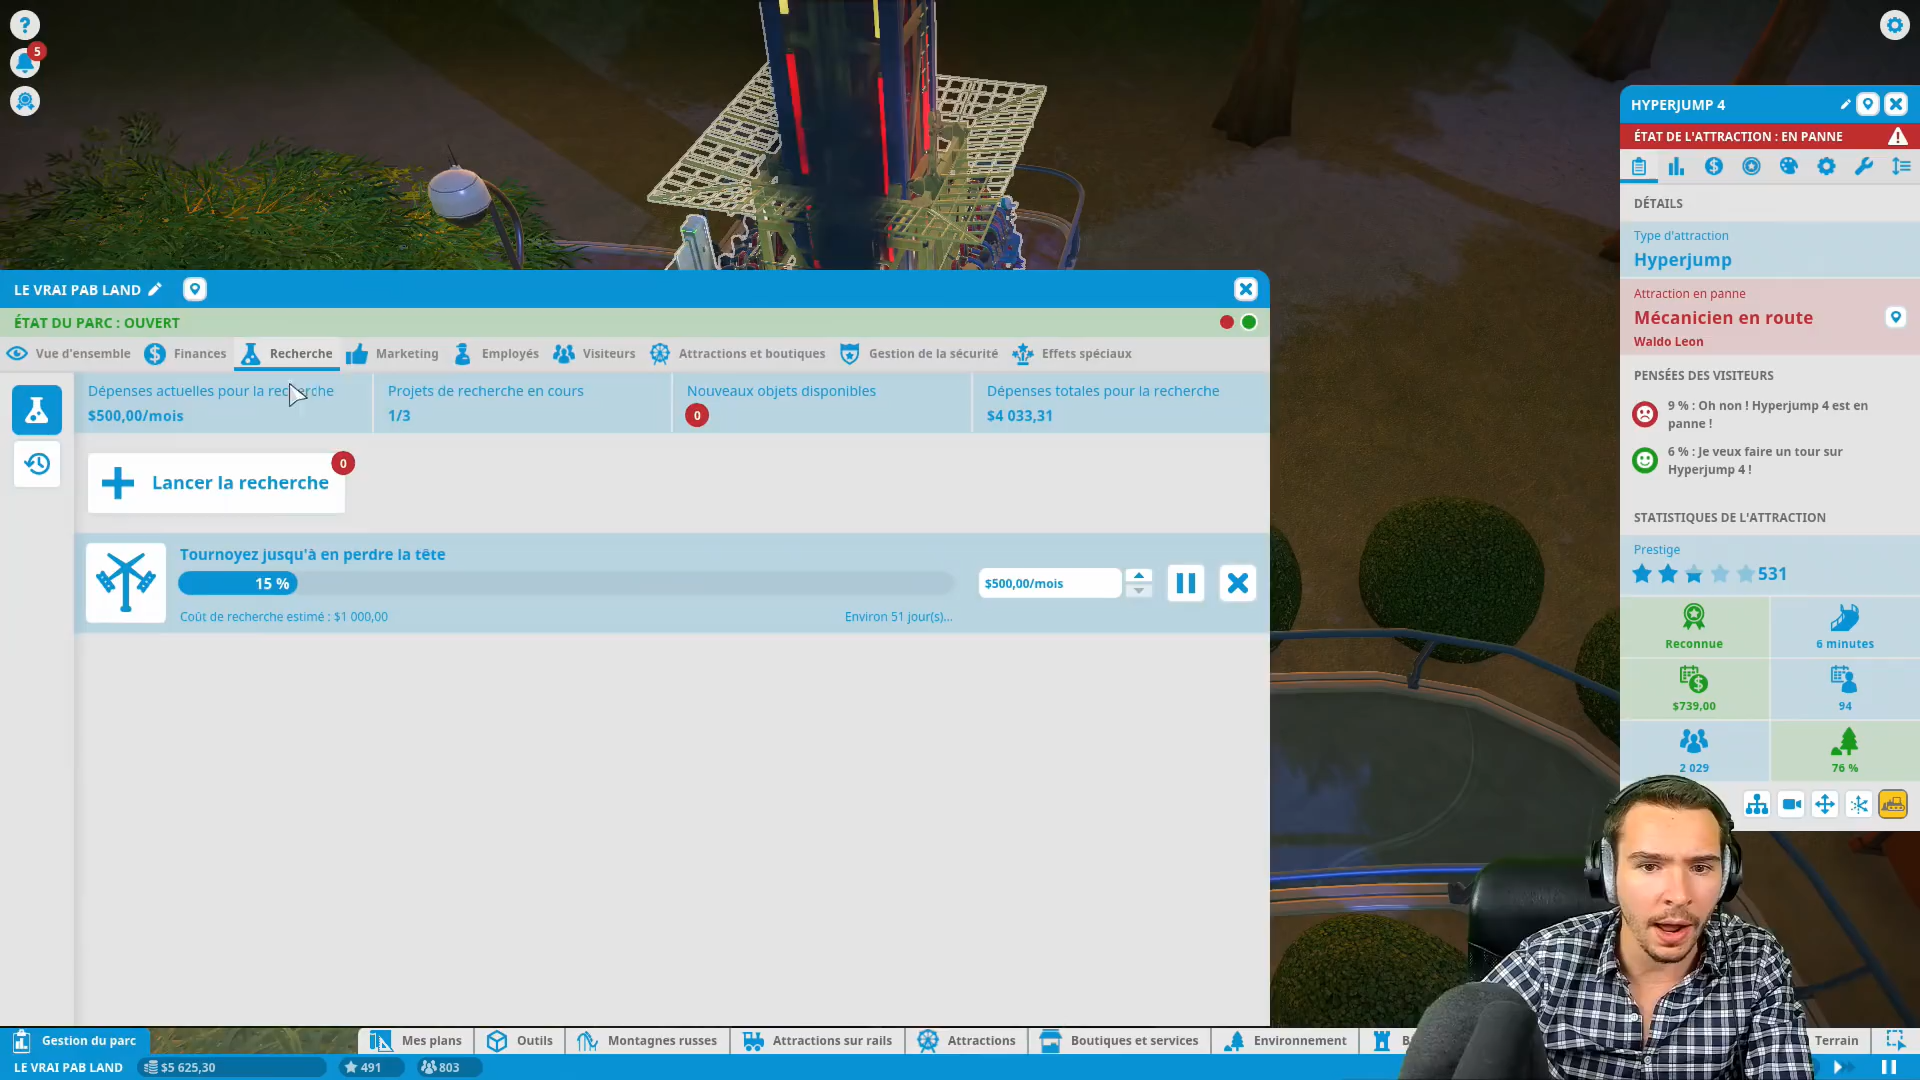 5
LE VRAI PAB LAND
ÉTAT DU PARC : OUVERT
Vue d'ensemble
Finances
Recherche
Marketing
Employés
Visiteurs
Attractions et boutiques
Gestion de la sécurité
Effets spéciaux
Dépenses actuelles pour la recherche
$500,00/mois
Projets de recherche en cours
1/3
Nouveaux objets disponibles
0
Dépenses totales pour la recherche
$4 033,31
Lancer la recherche
0
Tournoyez jusqu'à en perdre la tête
15 %
$500,00/mois
Coût de recherche estimé : $1 000,00
Environ 51 jour(s)...
HYPERJUMP 4
ÉTAT DE L'ATTRACTION : EN PANNE
DÉTAILS
Type d'attraction
Hyperjump
Attraction en panne
Mécanicien en route
Waldo Leon
PENSÉES DES VISITEURS
9 % : Oh non ! Hyperjump 4 est en
panne !
6 % : Je veux faire un tour sur
Hyperjump 4 !
STATISTIQUES DE L'ATTRACTION
Prestige
531
Reconnue
6 minutes
$739,00
94
2 029
76 %
Gestion du parc
Mes plans
Outils
Montagnes russes
Attractions sur rails
Attractions
Boutiques et services
Environnement
Terrain
LE VRAI PAB LAND
$5 625,30
491
803